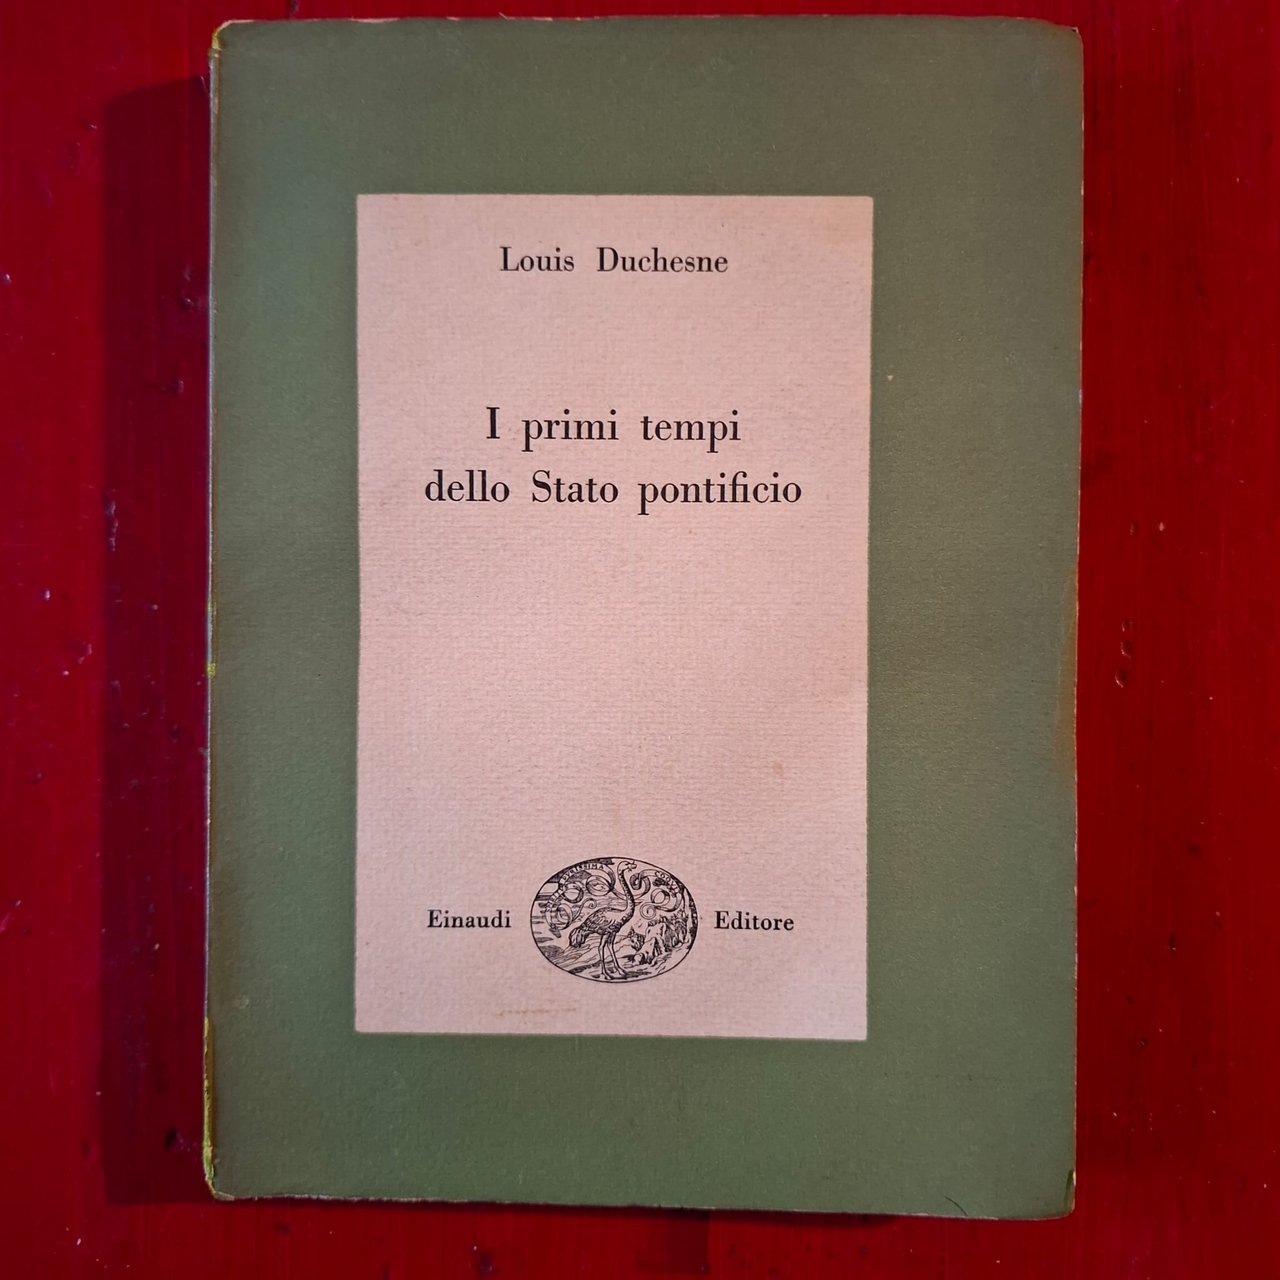 Louis Duchesne
I primi tempi
dello Stato pontificio
Einaudi Editore